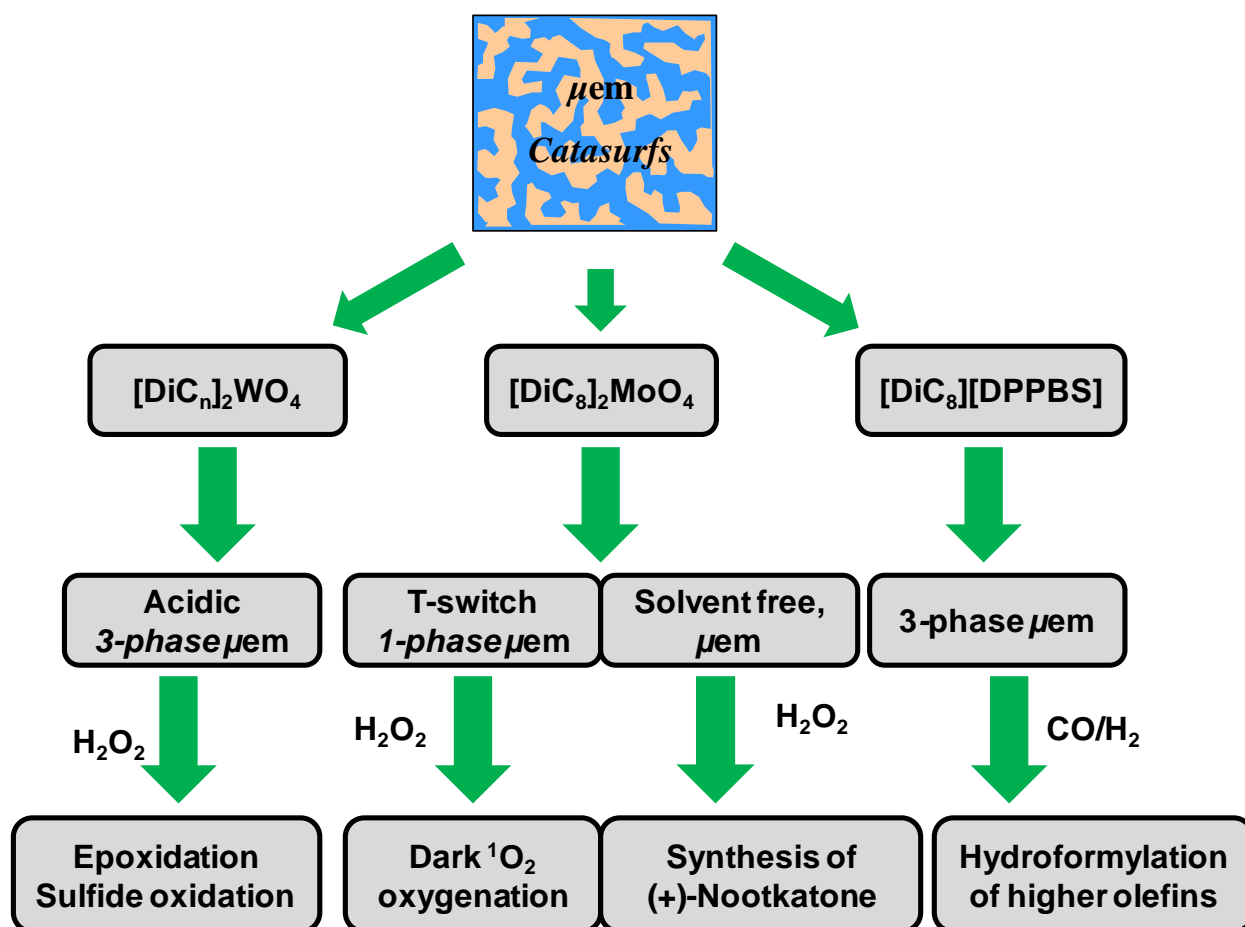 μem
Catasurfs
[DiCn]2WO4
[DiC8]2MoO4
[DiC8][DPPBS]
Acidic
3-phase μem
T-switch
1-phase μem
Solvent free,
μem
3-phase μem
H2O2
H2O2
H2O2
CO/H2
Epoxidation
Sulfide oxidation
Dark ¹O2
oxygenation
Synthesis of
(+)-Nootkatone
Hydroformylation
of higher olefins